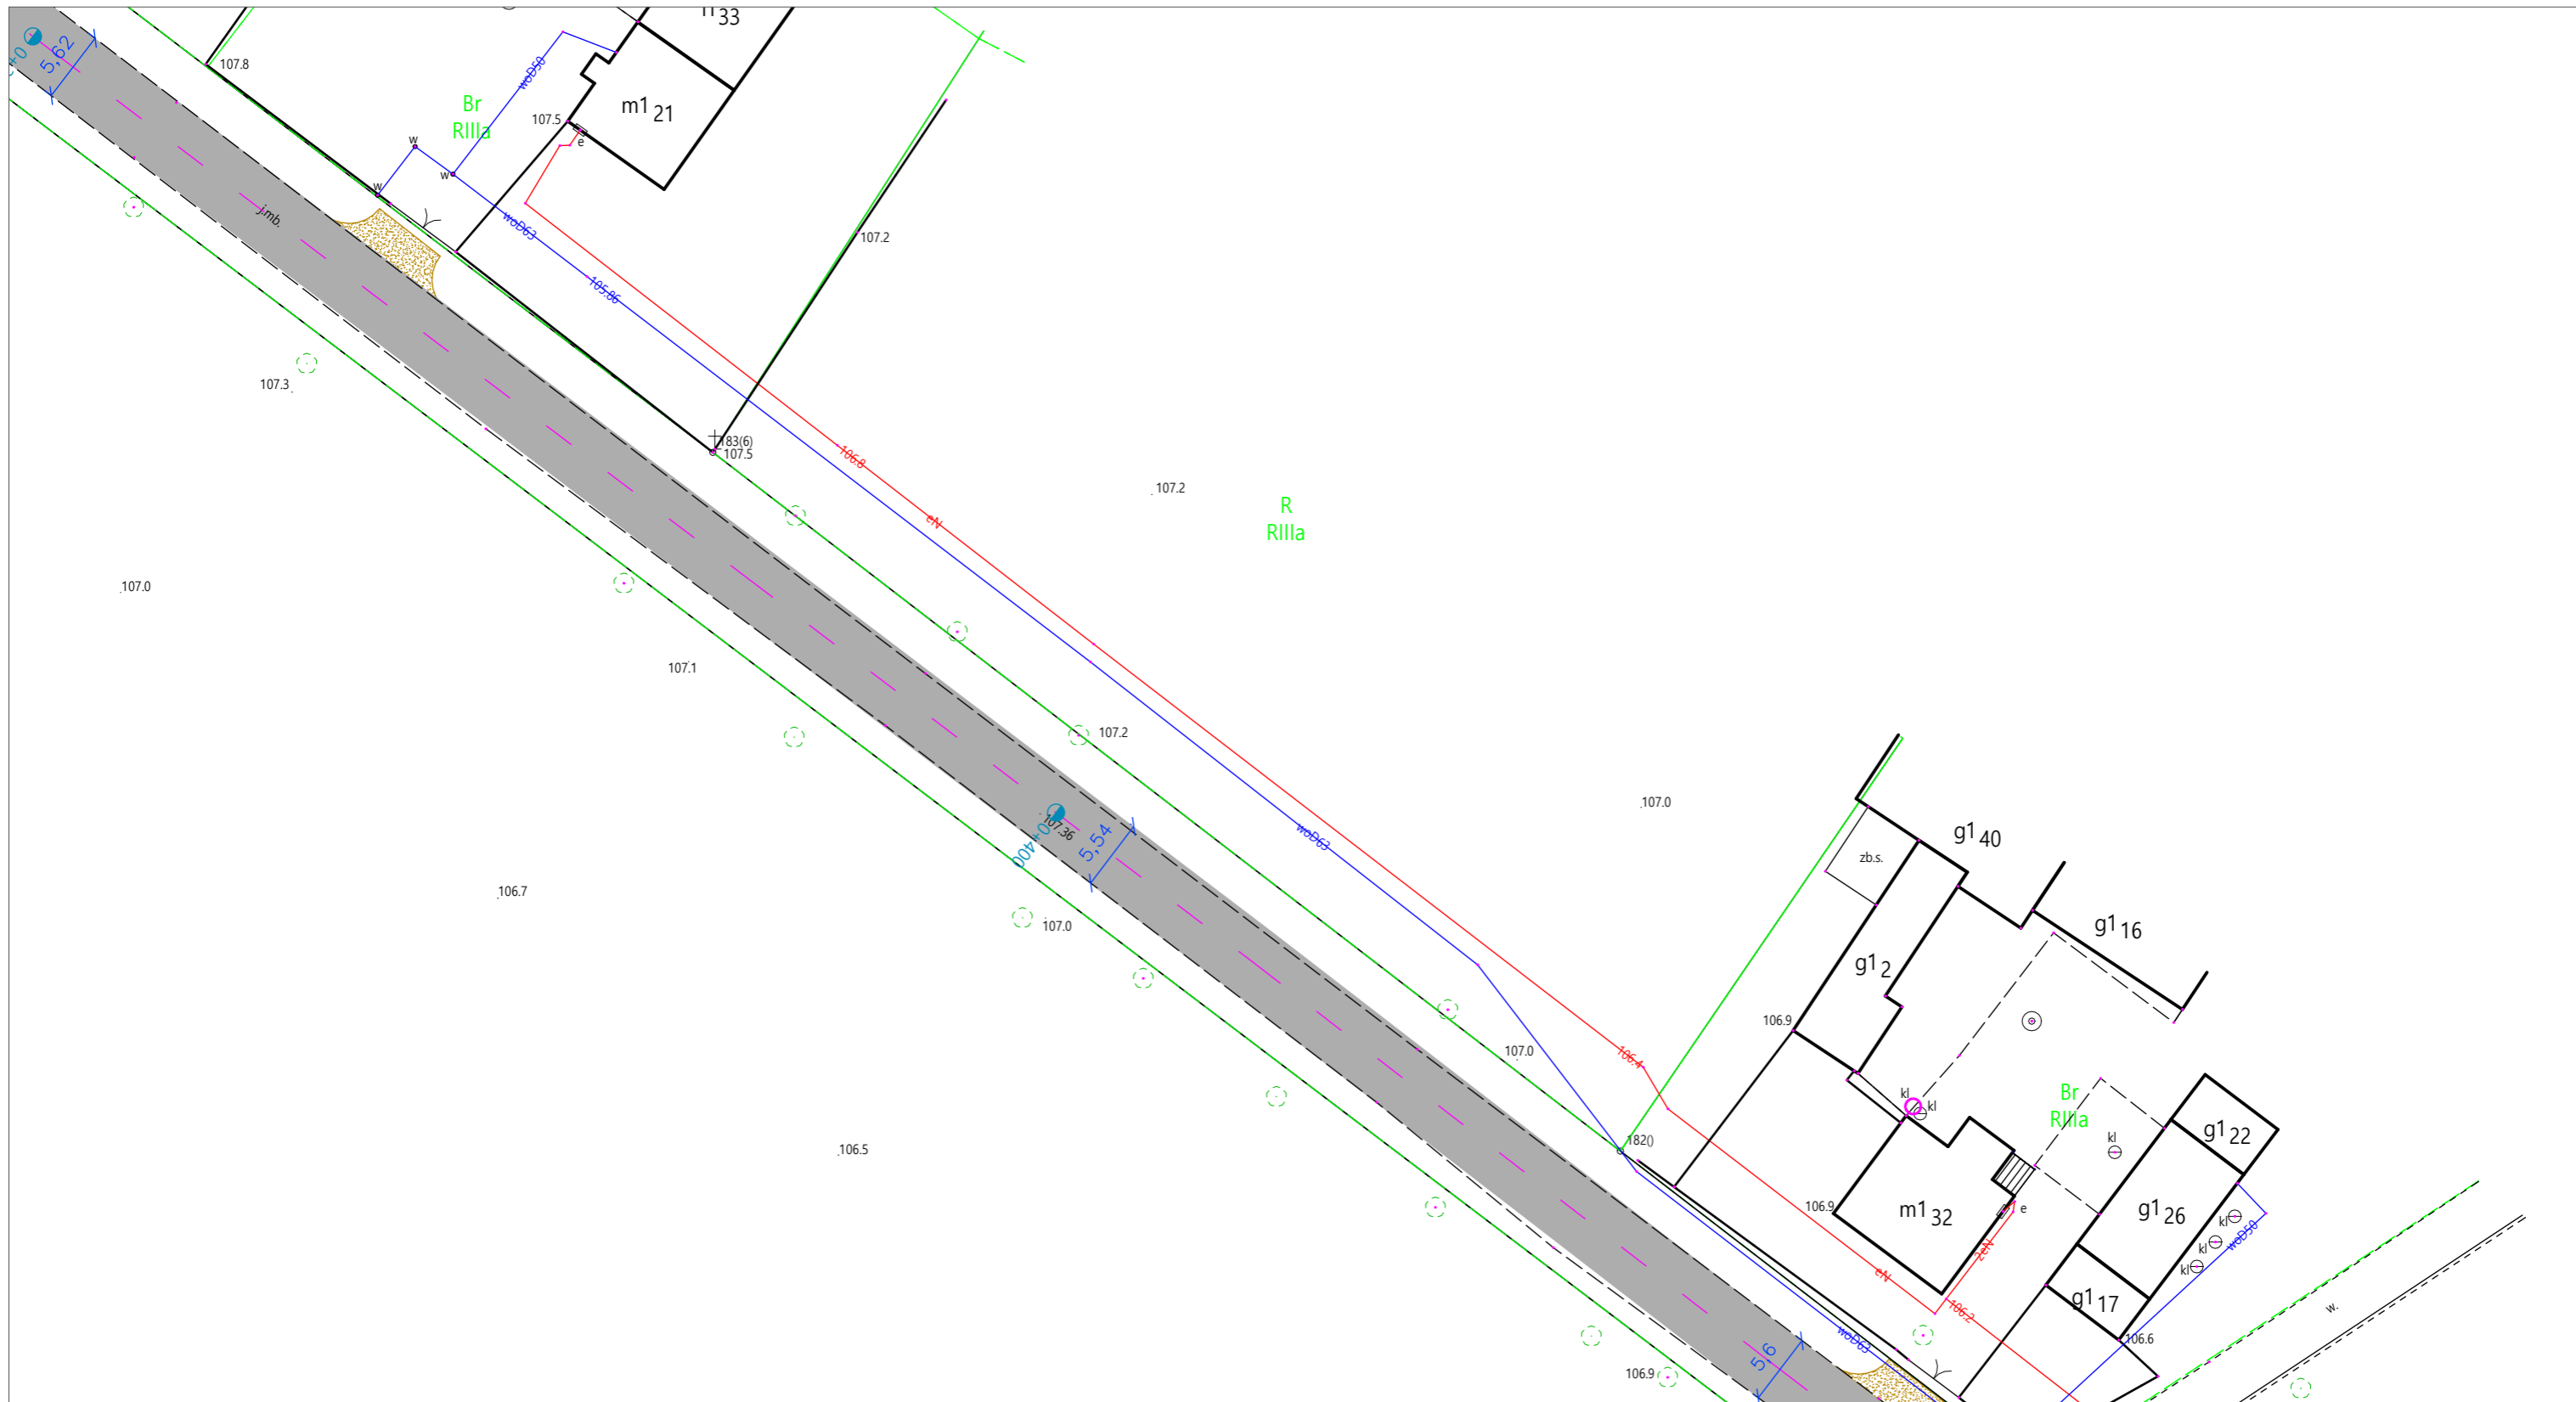 33
5,62
107.8
woD50
Br
RIIIa
m1 21
107.5
e
w
w
w
j.mb.
woD63
107.2
105.86
107.3
183(6)
107.5
106.8
107.2
R
RIIIa
eN
107.0
107.1
107.2
107.0
107.36
0+400
5,54
woD63
g1 40
zb.s.
106.7
107.0
g1 16
g1 2
106.9
107.0
106.4
kl
kl
Br
RIIIa
g1 22
kl
106.5
182()
106.9
m1 32
e
g1 26
kl
woD50
kl
kl
2eN
eN
g1 17
106.2
w.
woD63
106.6
5,6
106.9